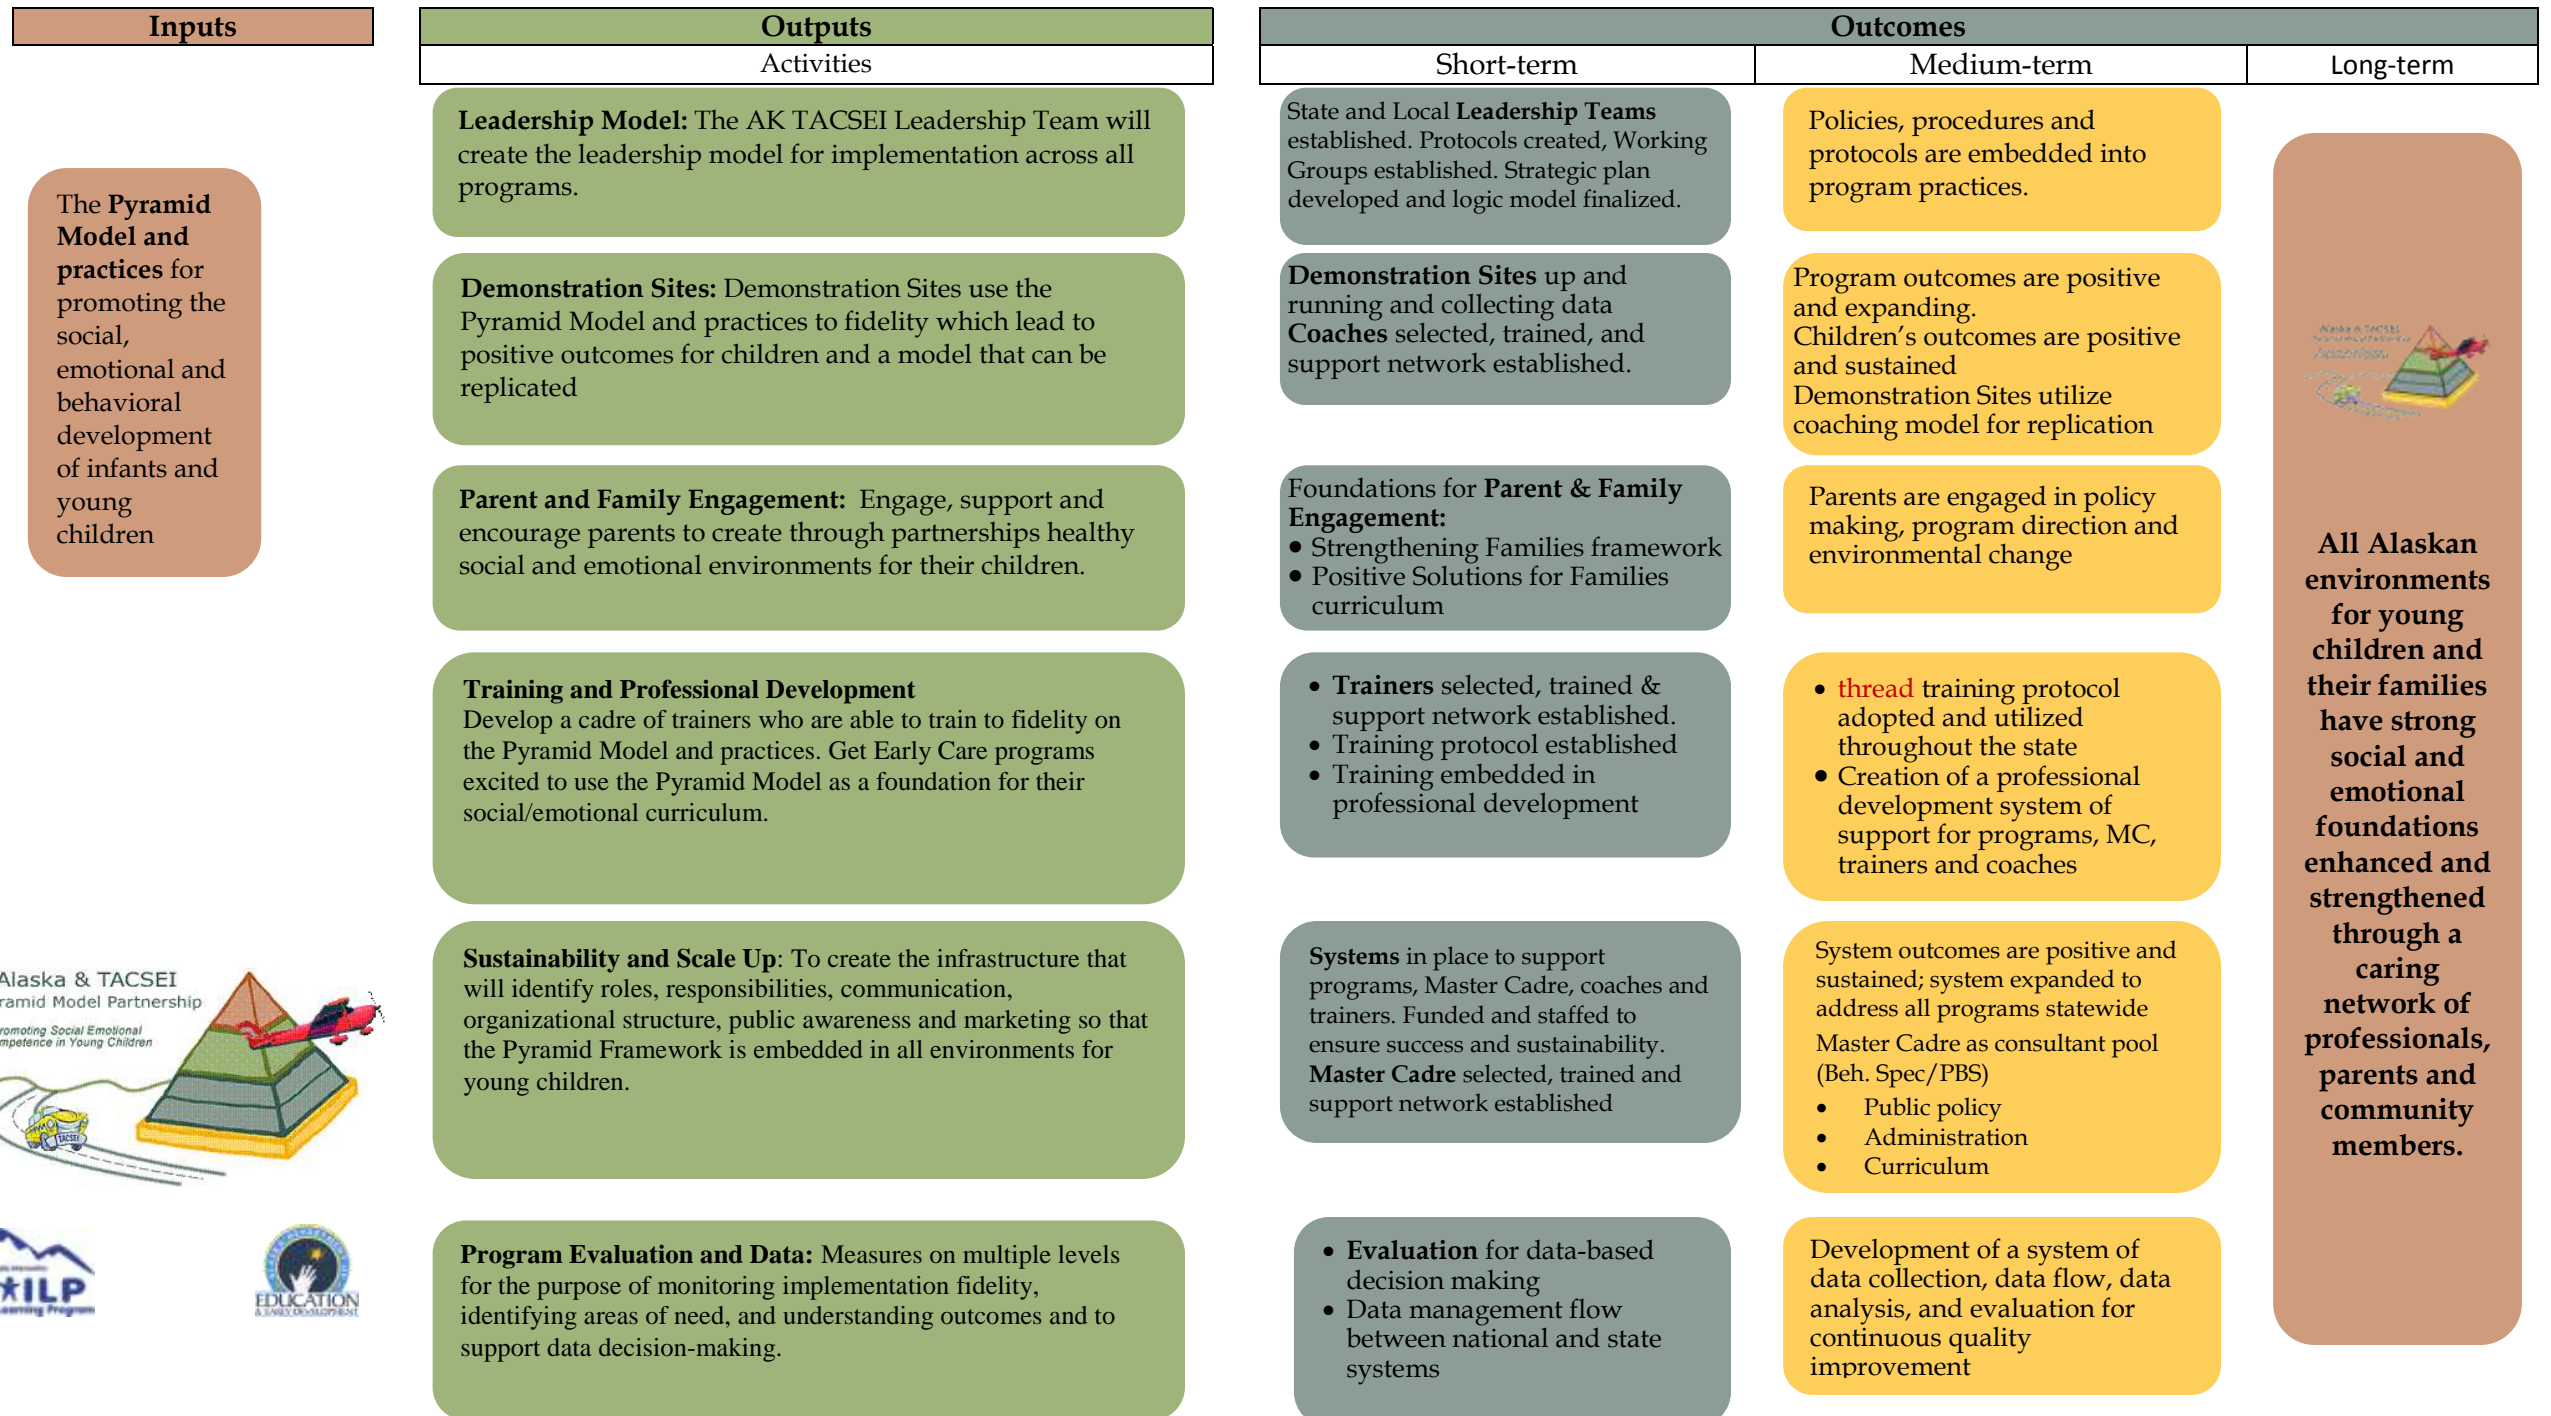 Inputs
Outputs
Outcomes
Activities
Short-term
Medium-term
Long-term
The Pyramid
Model and
practices for
promoting the
social,
emotional and
behavioral
development
of infants and
young
children
Leadership Model: The AK TACSEI Leadership Team will
create the leadership model for implementation across all
programs.
State and Local Leadership Teams
established. Protocols created, Working
Groups established. Strategic plan
developed and logic model finalized.
Policies, procedures and
protocols are embedded into
program practices.
Demonstration Sites: Demonstration Sites use the
Pyramid Model and practices to fidelity which lead to
positive outcomes for children and a model that can be
replicated
Demonstration Sites up and
running and collecting data
Coaches selected, trained, and
support network established.
Program outcomes are positive
and expanding.
Children's outcomes are positive
and sustained
Demonstration Sites utilize
coaching model for replication
Parent and Family Engagement:  Engage, support and
encourage parents to create through partnerships healthy
social and emotional environments for their children.
Foundations for Parent & Family
Engagement:
• Strengthening Families framework
• Positive Solutions for Families
curriculum
Parents are engaged in policy
making, program direction and
environmental change
Training and Professional Development
Develop a cadre of trainers who are able to train to fidelity on
the Pyramid Model and practices. Get Early Care programs
excited to use the Pyramid Model as a foundation for their
social/emotional curriculum.
• Trainers selected, trained &
support network established.
• Training protocol established
• Training embedded in
professional development
• thread training protocol
adopted and utilized
throughout the state
• Creation of a professional
development system of
support for programs, MC,
trainers and coaches
Sustainability and Scale Up: To create the infrastructure that
will identify roles, responsibilities, communication,
organizational structure, public awareness and marketing so that
the Pyramid Framework is embedded in all environments for
young children.
Systems in place to support
programs, Master Cadre, coaches and
trainers. Funded and staffed to
ensure success and sustainability.
Master Cadre selected, trained and
support network established
System outcomes are positive and
sustained; system expanded to
address all programs statewide
Master Cadre as consultant pool
(Beh. Spec/PBS)
• Public policy
• Administration
• Curriculum
Program Evaluation and Data: Measures on multiple levels
for the purpose of monitoring implementation fidelity,
identifying areas of need, and understanding outcomes and to
support data decision-making.
• Evaluation for data-based
decision making
• Data management flow
between national and state
systems
Development of a system of
data collection, data flow, data
analysis, and evaluation for
continuous quality
improvement
All Alaskan
environments
for young
children and
their families
have strong
social and
emotional
foundations
enhanced and
strengthened
through a
caring
network of
professionals,
parents and
community
members.
Alaska & TACSEI
ramid Model Partnership
romoting Social Emotional
mpetence in Young Children
TACSEI
ILP
Learning Program
EDUCATION
& EARLY DEVELOPMENT
Alaska & TACSEI